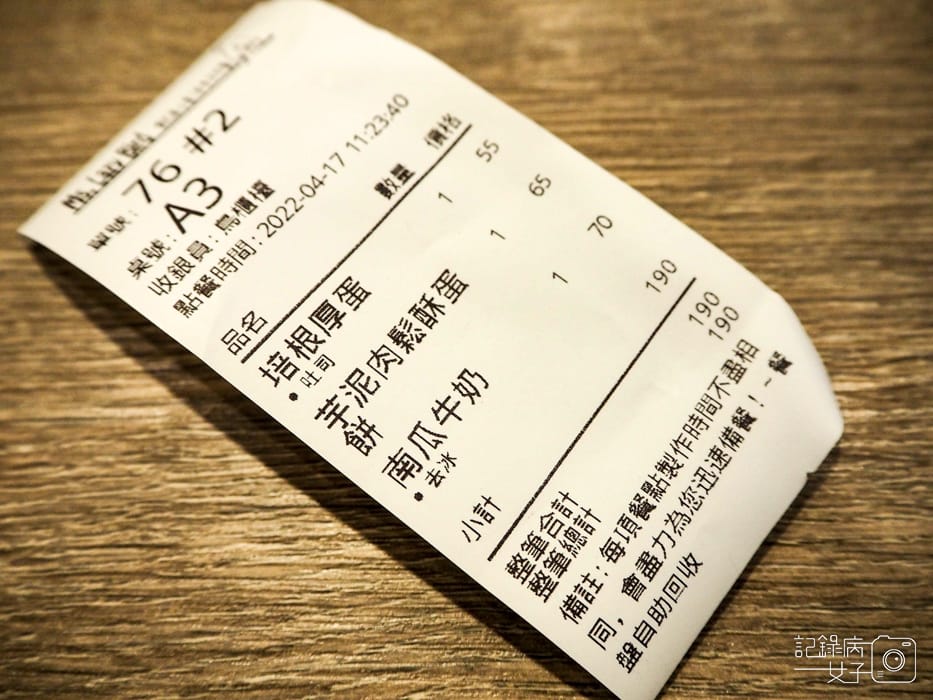 單號: 76 #2
桌號: A3
收銀員: 鳥櫃檯
點餐時間: 2022-04-17 11:23:40
品名 數量 價格
培根厚蛋 1 55
• 吐司
芋泥肉鬆酥蛋 1 65
餅
南瓜牛奶 1 70
• 去冰
小計 190
整筆合計 190
整筆總計 190
備註: 每項餐點製作時間不盡相
同, 會盡力為您迅速備餐! ~ 餐
盤自助回收
記錄病
女子